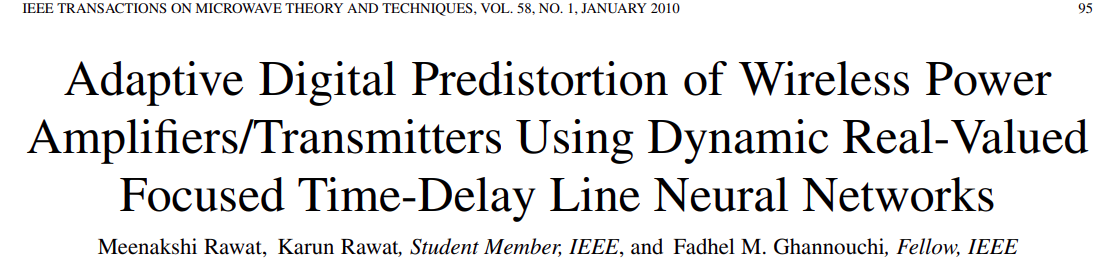 IEEE TRANSACTIONS ON MICROWAVE THEORY AND TECHNIQUES, VOL. 58, NO. 1, JANUARY 2010 95
Adaptive Digital Predistortion of Wireless Power
Amplifiers/Transmitters Using Dynamic Real-Valued
Focused Time-Delay Line Neural Networks
Meenakshi Rawat, Karun Rawat, Student Member, IEEE, and Fadhel M. Ghannouchi, Fellow, IEEE